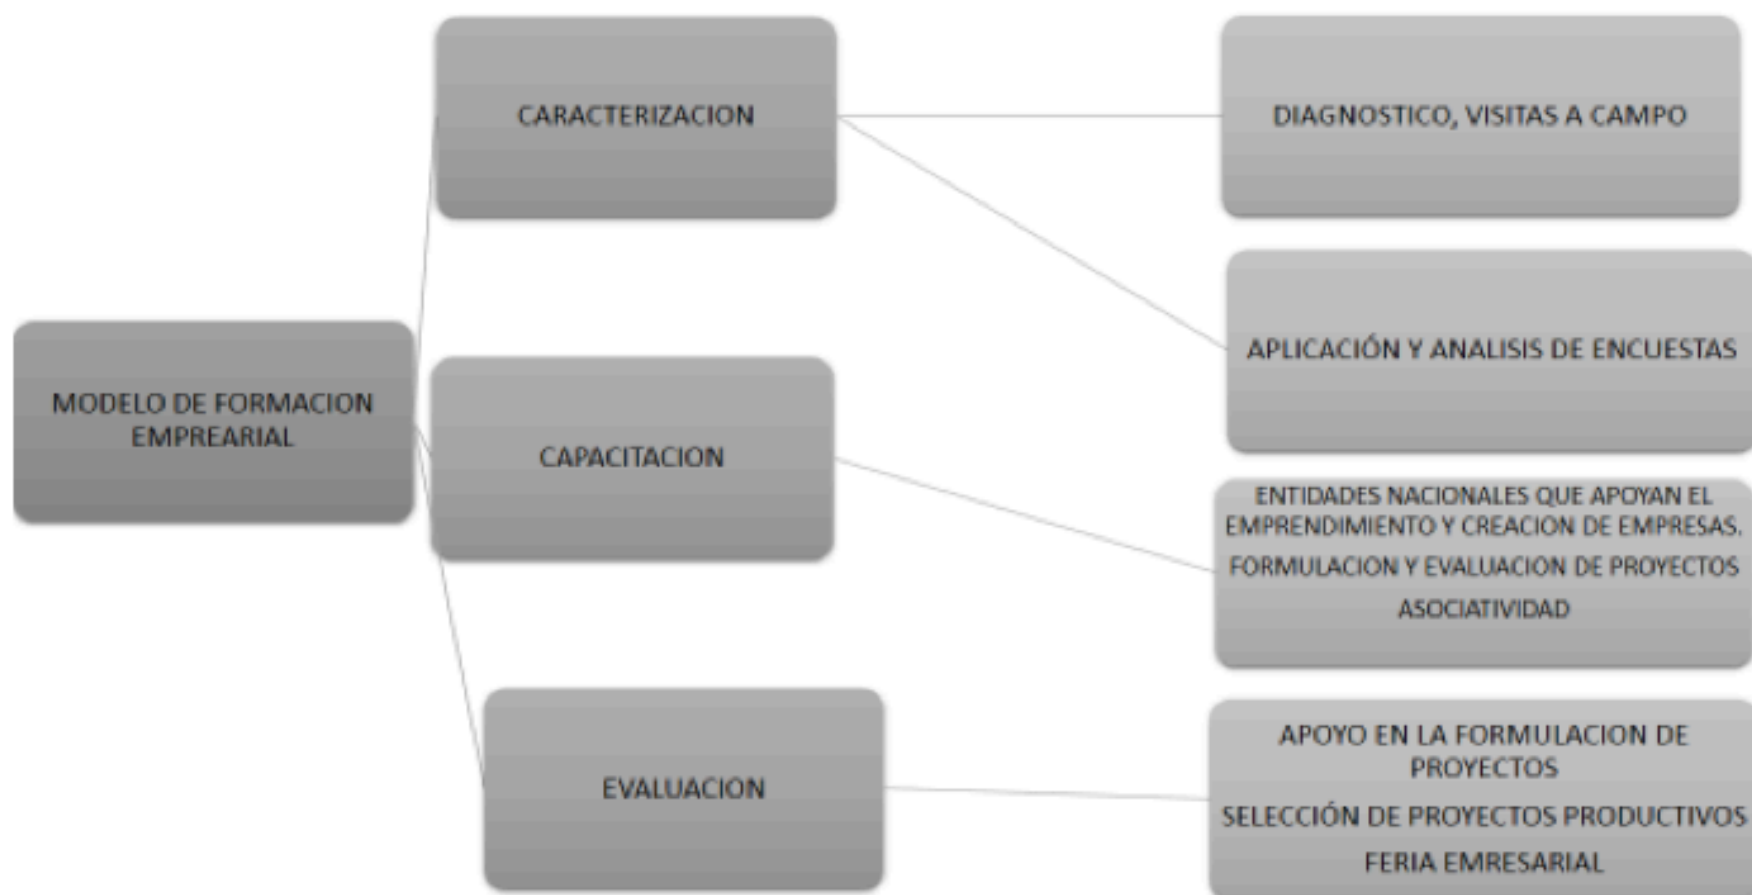 MODELO DE FORMACION
EMPREARIAL
CARACTERIZACION
DIAGNOSTICO, VISITAS A CAMPO
APLICACIÓN Y ANALISIS DE ENCUESTAS
CAPACITACION
ENTIDADES NACIONALES QUE APOYAN EL
EMPRENDIMIENTO Y CREACION DE EMPRESAS.
FORMULACION Y EVALUACION DE PROYECTOS
ASOCIATIVIDAD
EVALUACION
APOYO EN LA FORMULACION DE
PROYECTOS
SELECCIÓN DE PROYECTOS PRODUCTIVOS
FERIA EMRESARIAL